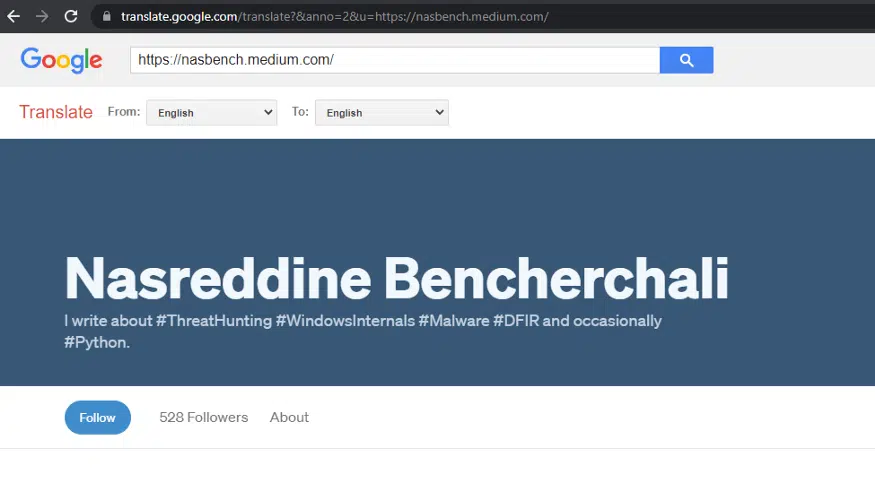 translate.google.com/translate?&anno=2&u=https://nasbench.medium.com/
Google https://nasbench.medium.com/
Translate From: English To: English
Nasreddine Bencherchali
I write about #ThreatHunting #WindowsInternals #Malware #DFIR and occasionally
#Python.
Follow 528 Followers About